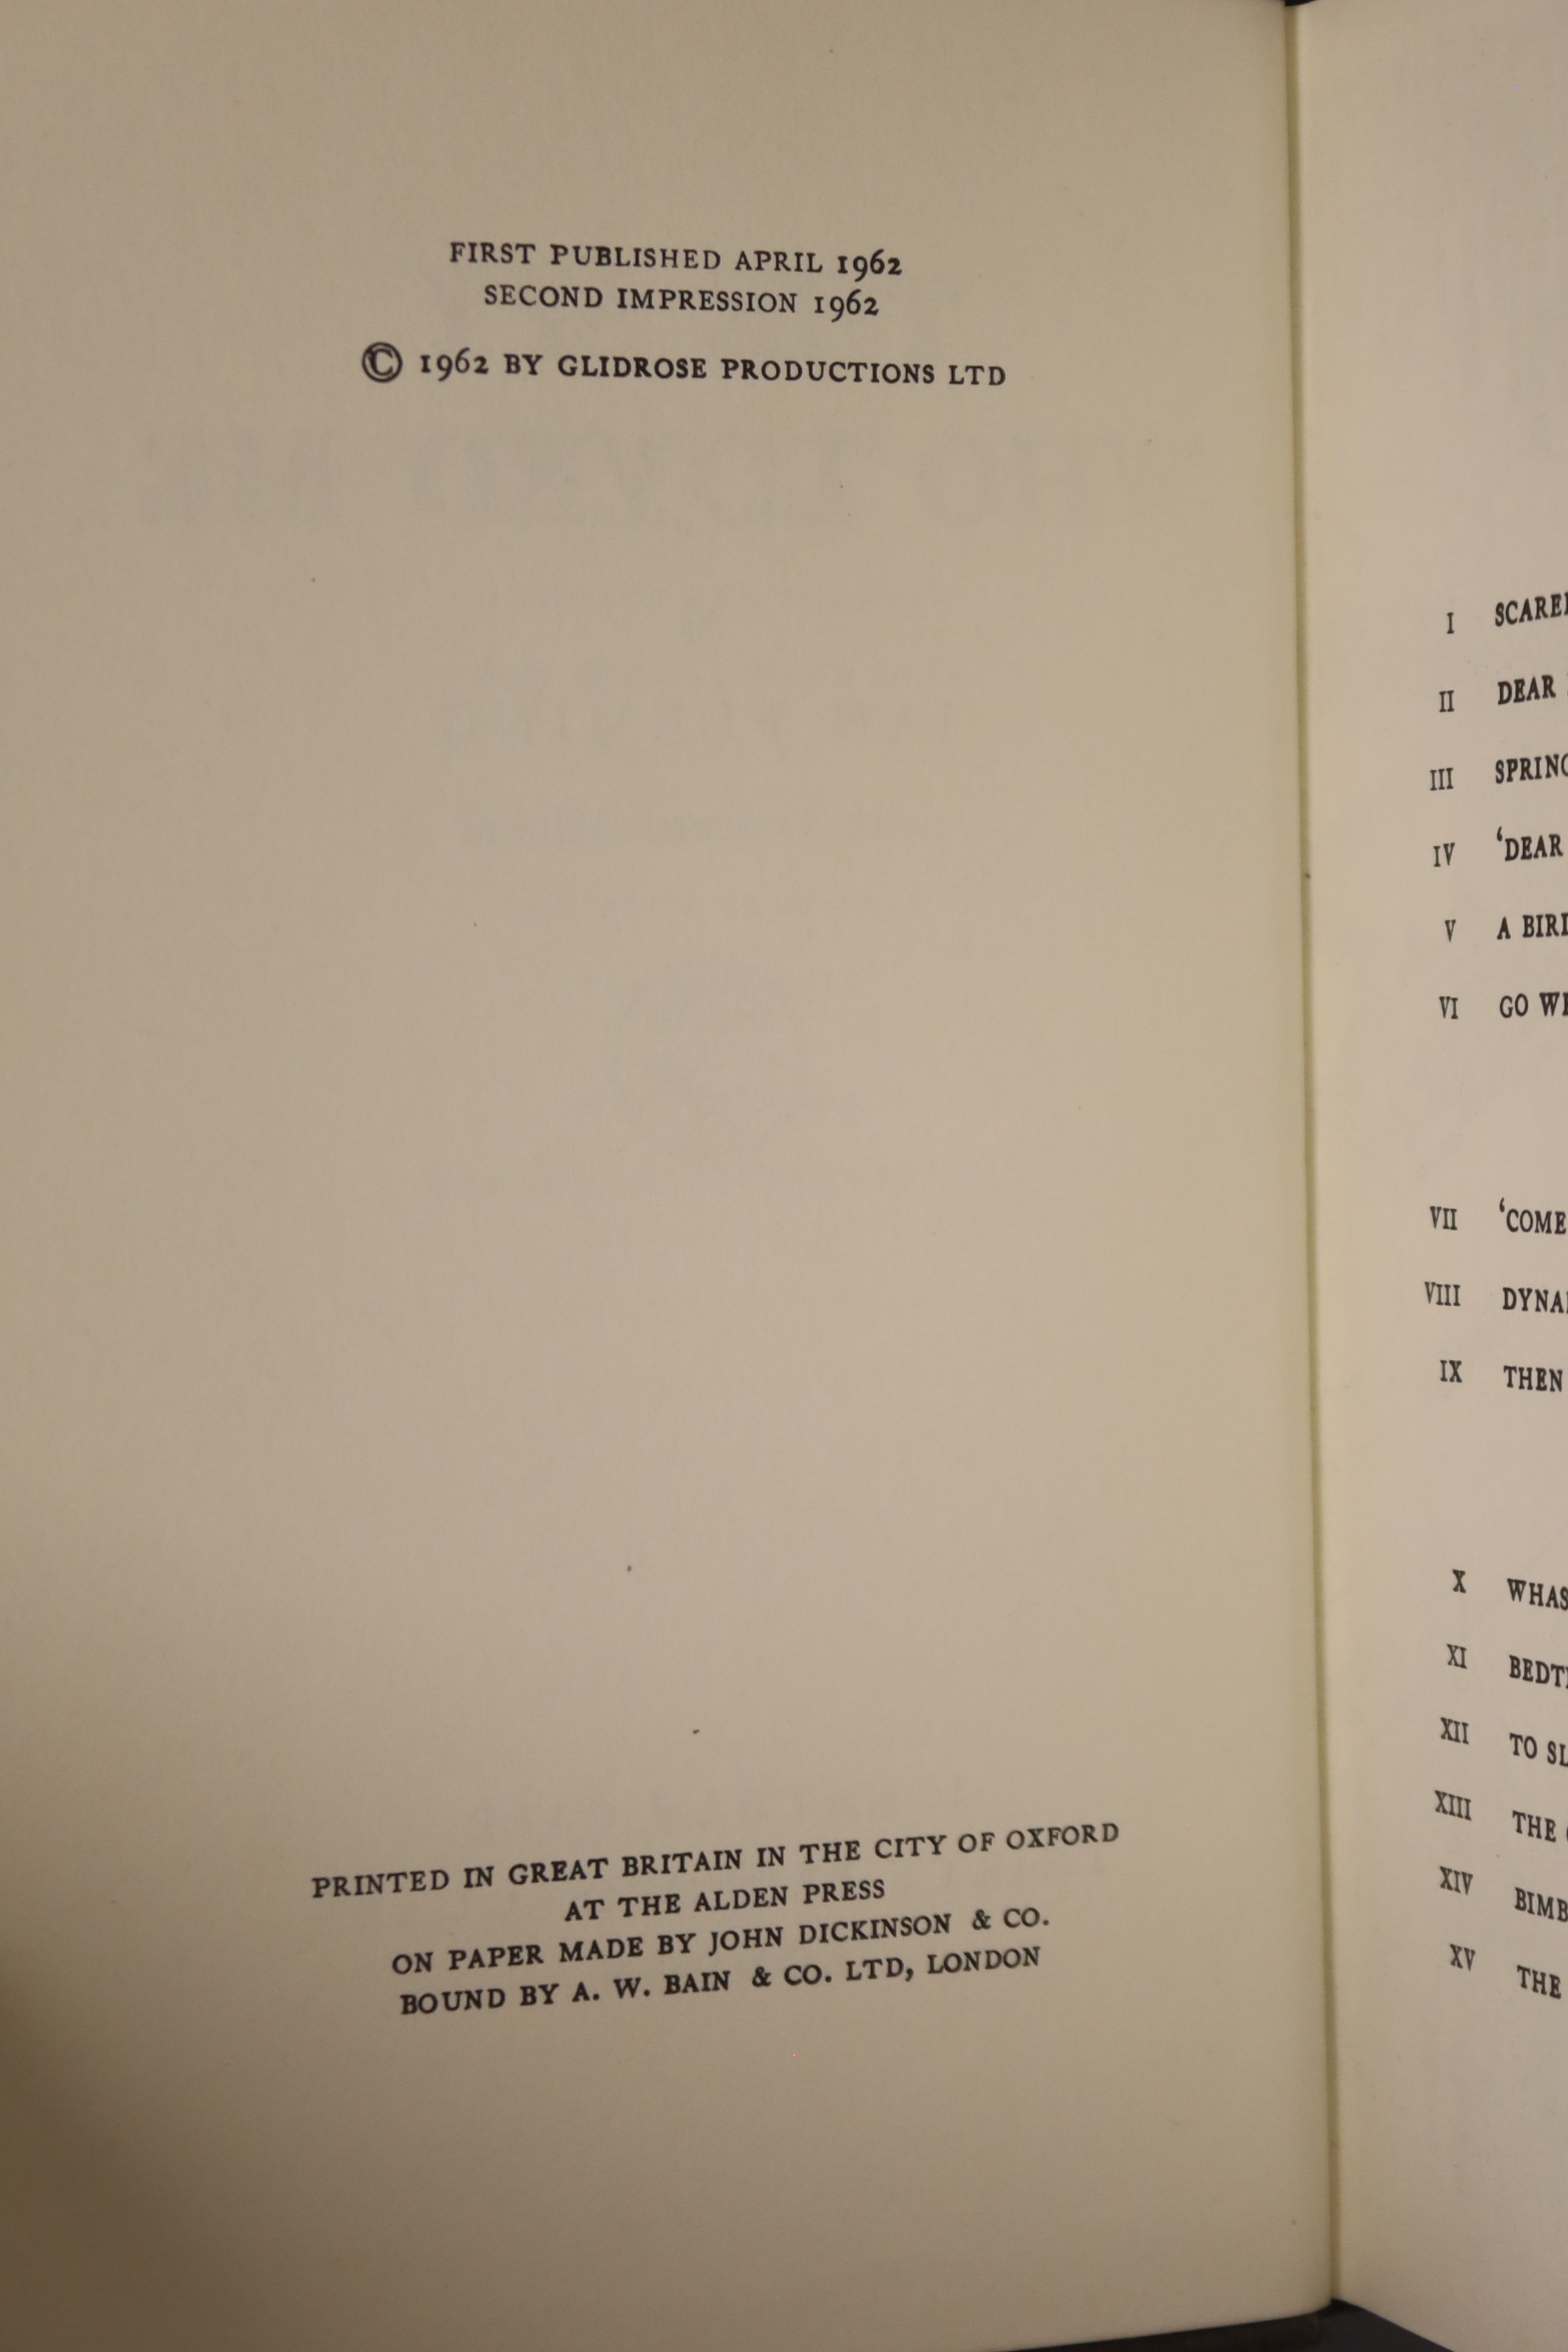 FIRST PUBLISHED APRIL 1962
SECOND IMPRESSION 1962
© 1962 BY GLIDROSE PRODUCTIONS LTD
PRINTED IN GREAT BRITAIN IN THE CITY OF OXFORD
AT THE ALDEN PRESS
ON PAPER MADE BY JOHN DICKINSON & CO.
BOUND BY A. W. BAIN & CO. LTD, LONDON
I
II DEAR
III
IV ‘DEAR
V A
VI GO
VII ‘COME
VIII
IX THEN
X
XI
XII TO
XIII THE
XIV
XV THE